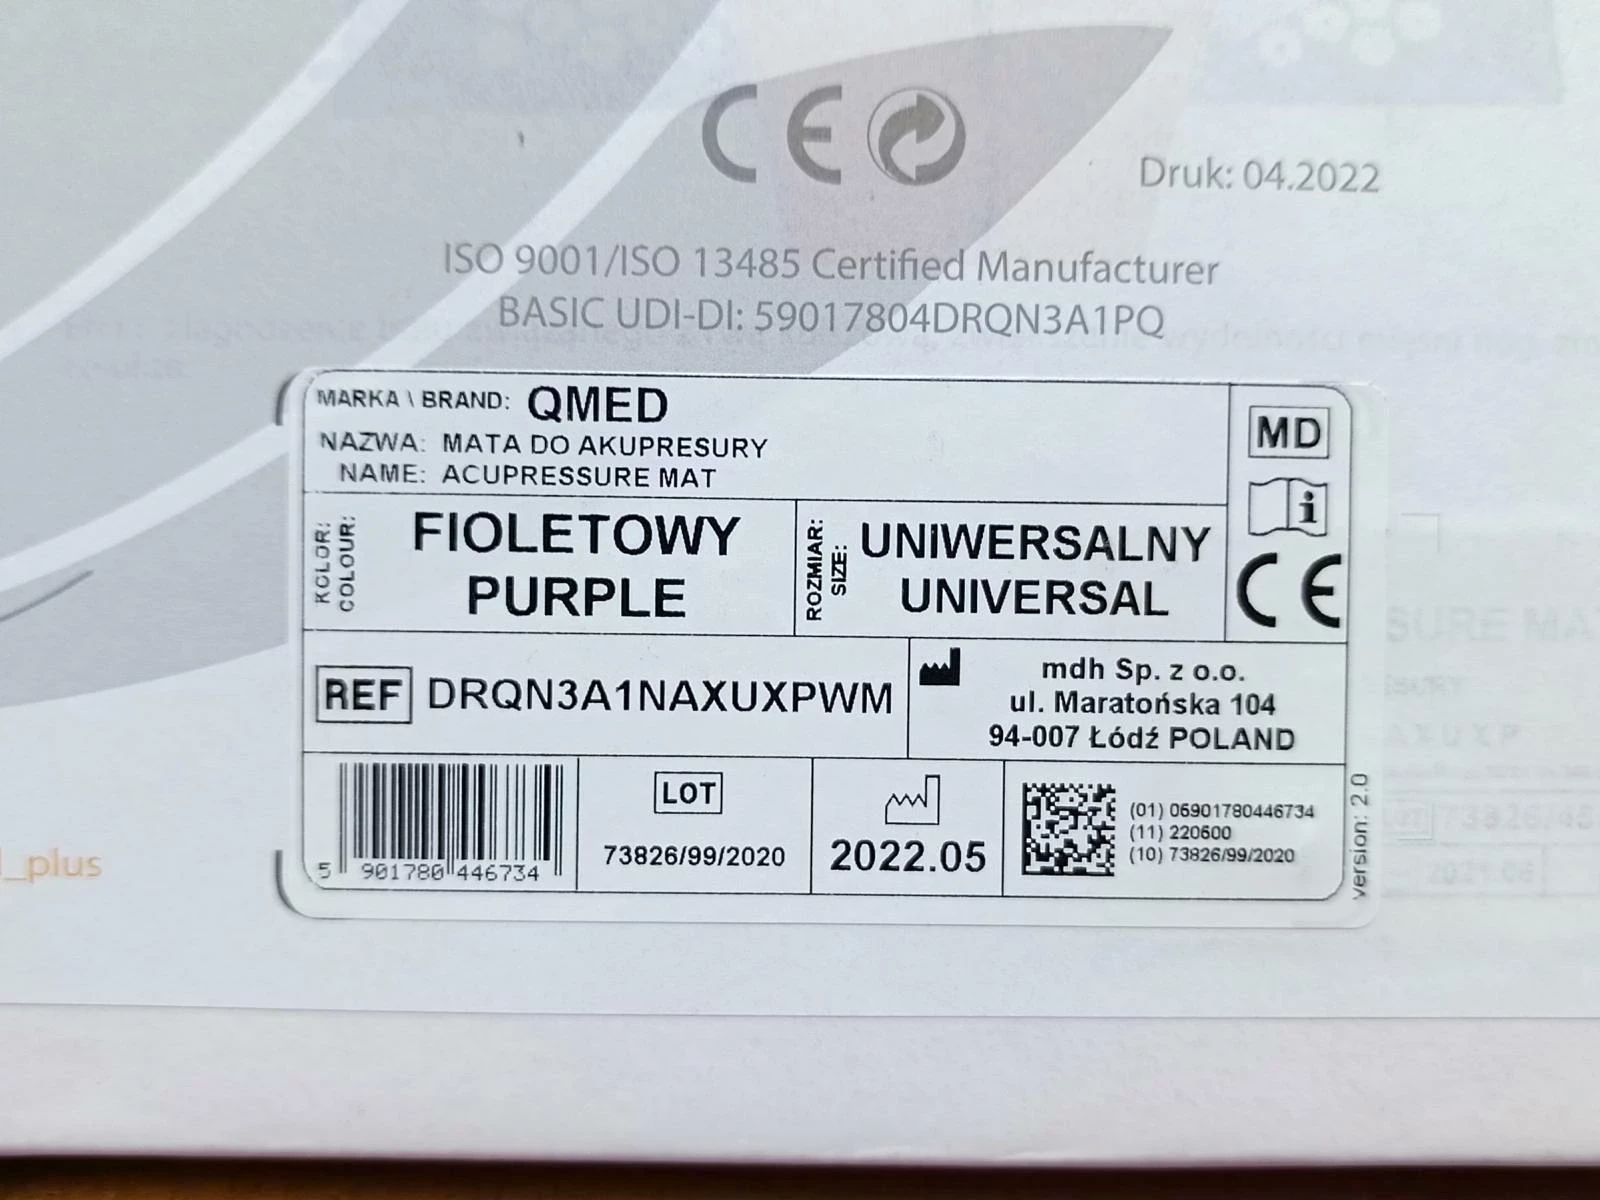 CE
Druk: 04.2022
ISO 9001/ISO 13485 Certified Manufacturer
BASIC UDI-DI: 59017804DRQN3A1PQ
MARKA \ BRAND: QMED
NAZWA: MATA DO AKUPRESURY
NAME: ACUPRESSURE MAT
MD
i
CE
KOLOR:
COLOUR:
FIOLETOWY
PURPLE
ROZMIAR:
SIZE:
UNIWERSALNY
UNIVERSAL
REF DRQN3A1NAXUXPWM
mdh Sp. z o.o.
ul. Maratońska 104
94-007 Łódź POLAND
5 901780 446734
LOT
73826/99/2020
2022.05
(01) 06901780446734
(11) 220600
(10) 73826/99/2020
version: 2.0
_plus